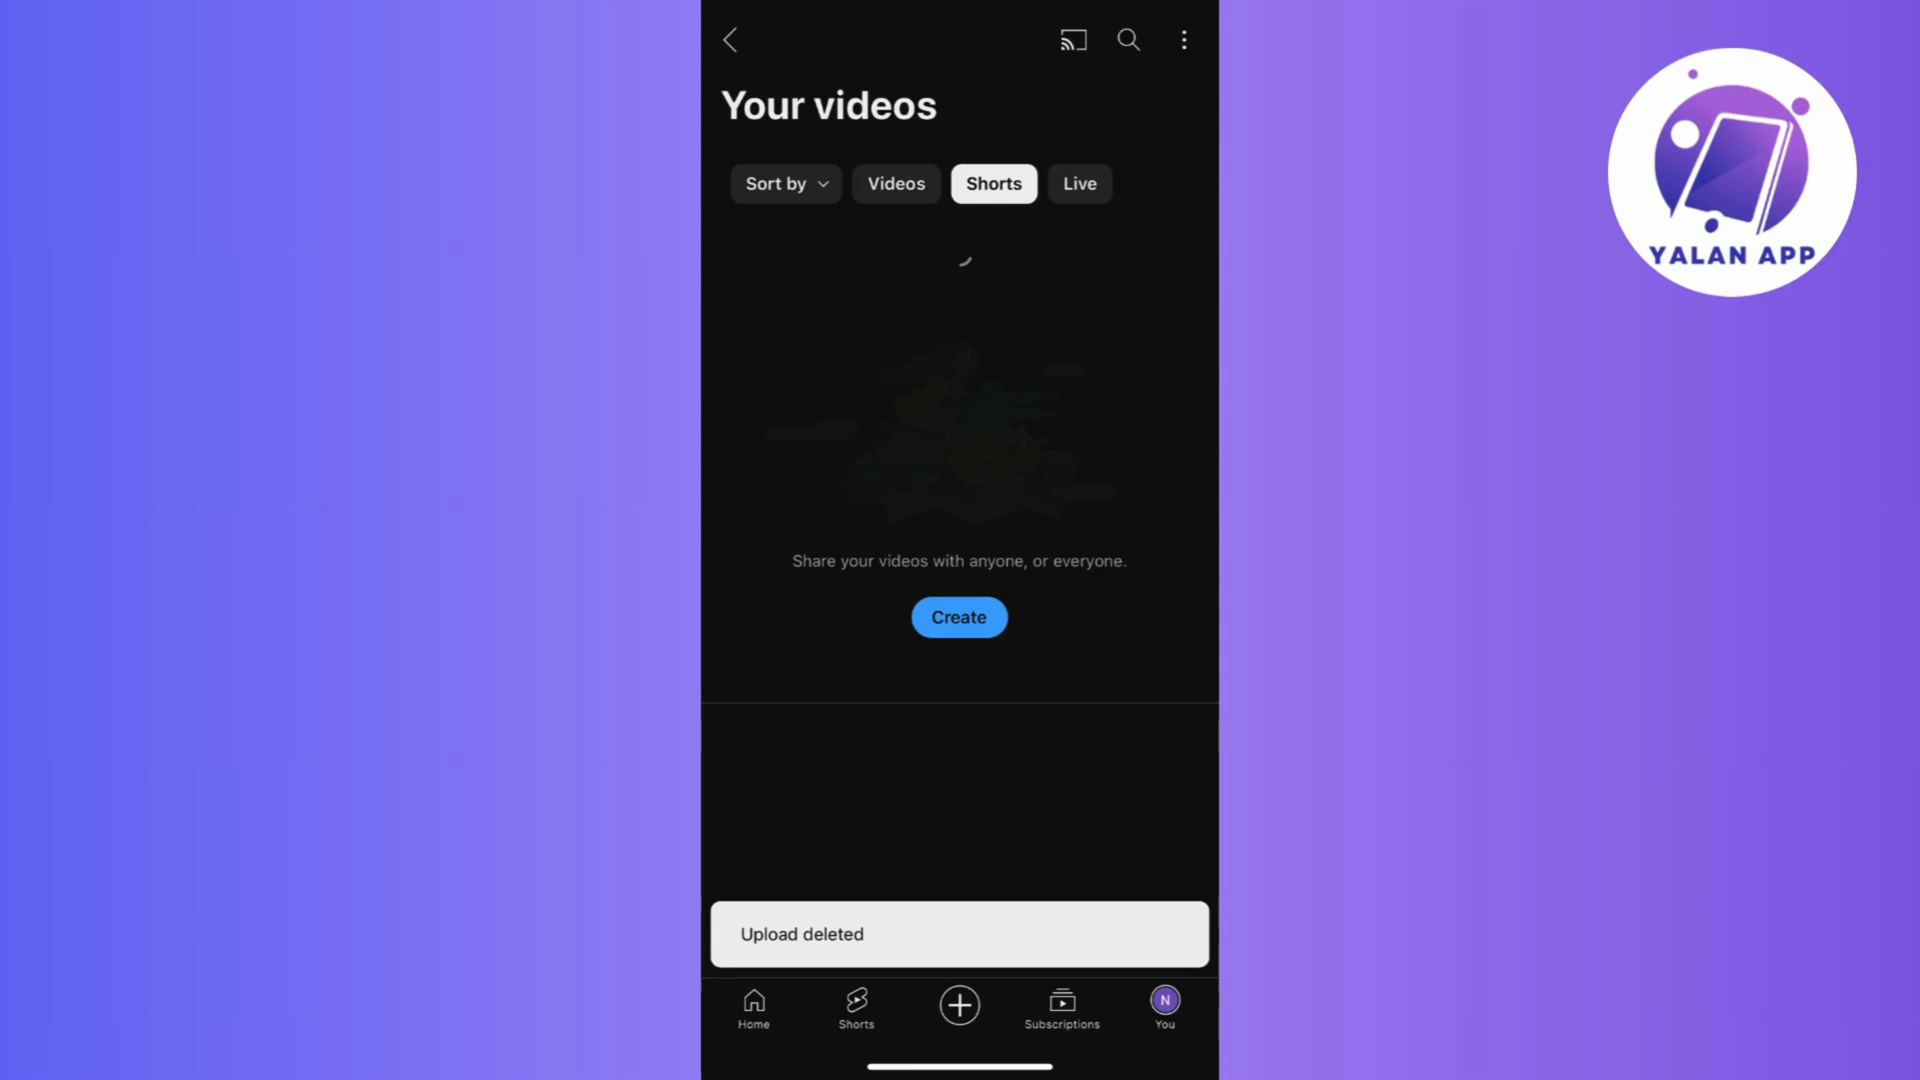 Your videos
Sort by
Videos
Shorts
Live
YALAN APP
Share your videos with anyone, or everyone.
Create
Upload deleted
N
Home
Shorts
Subscriptions
You